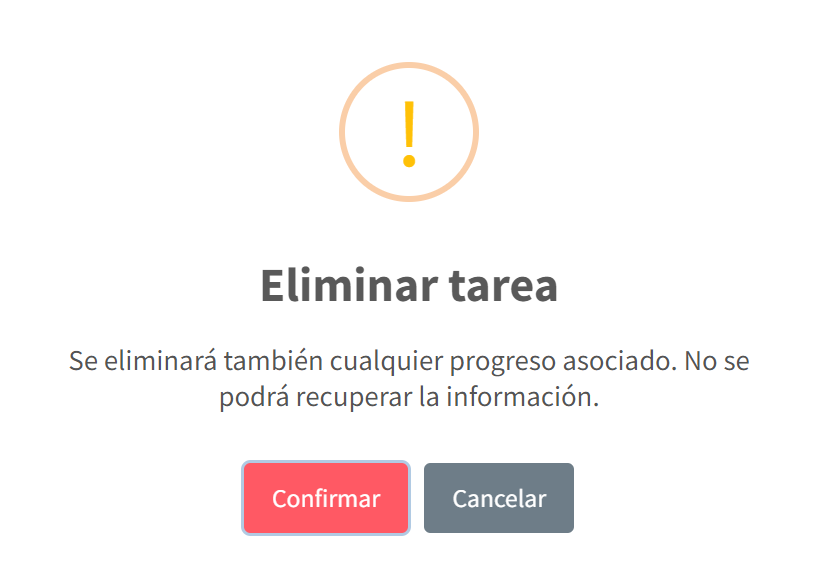 !
Eliminar tarea
Se eliminará también cualquier progreso asociado. No se
podrá recuperar la información.
Confirmar Cancelar